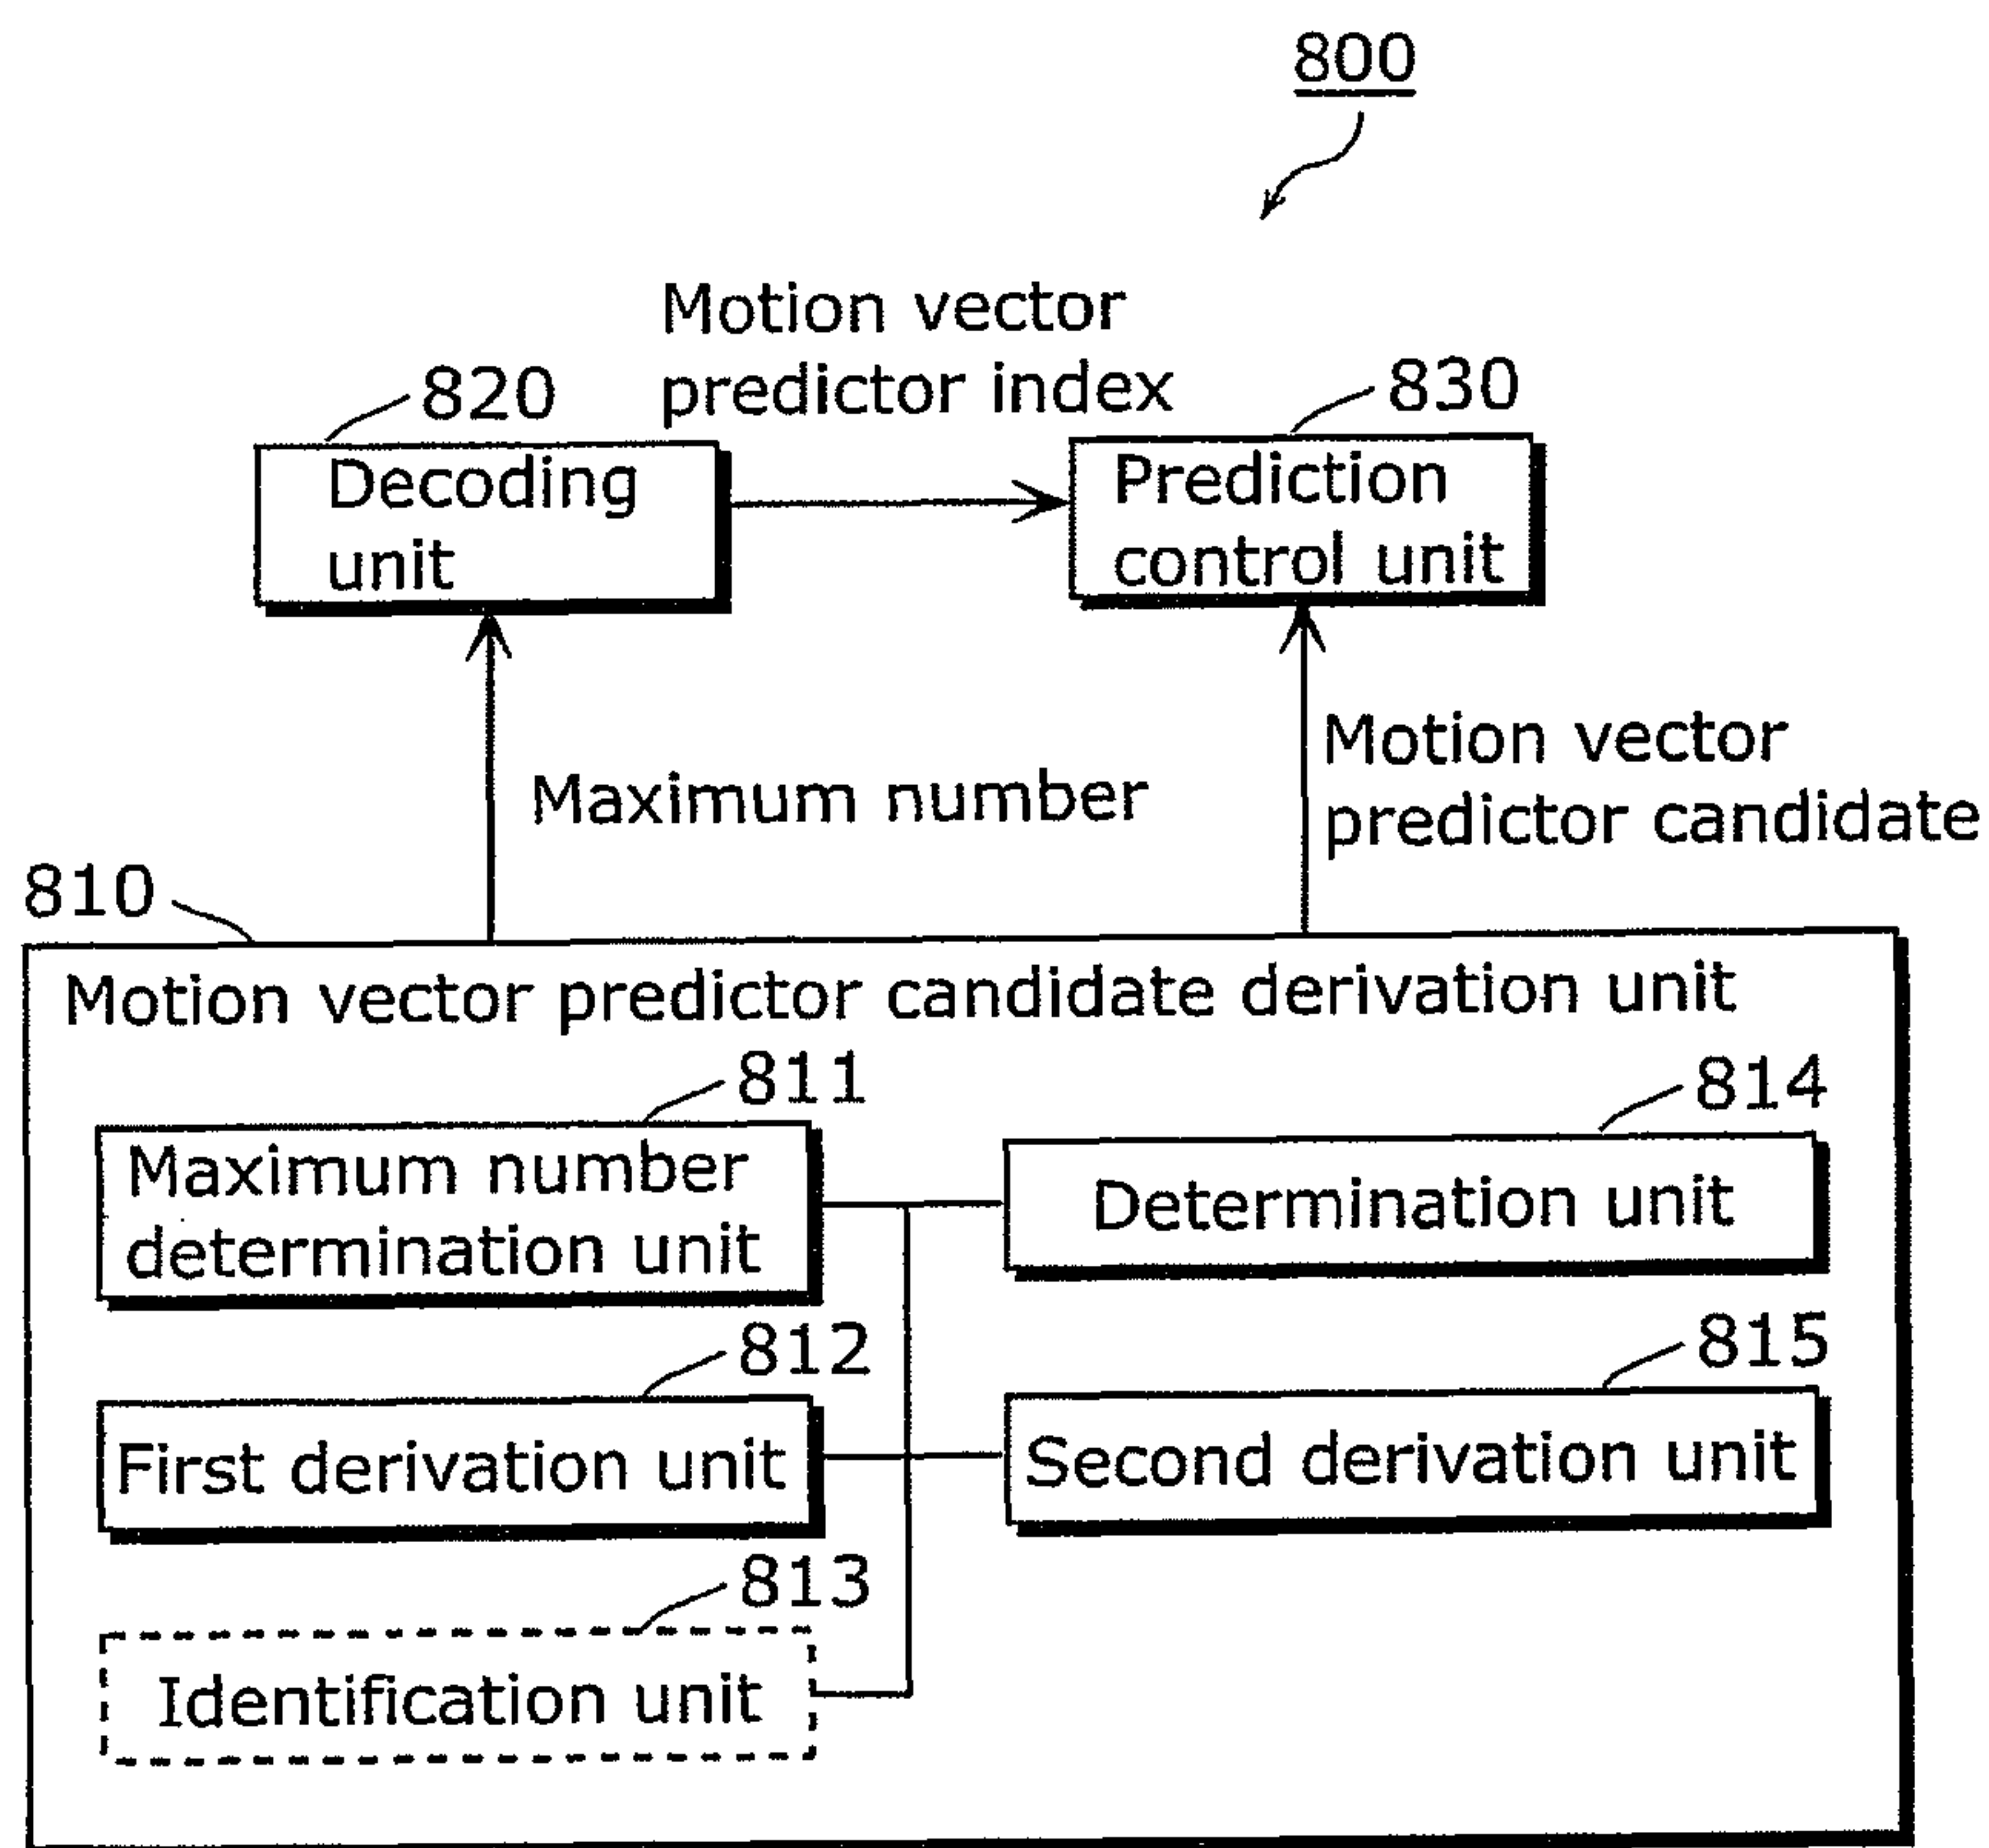 800
Motion vector
predictor index
820
830
Decoding
unit
Prediction
control unit
Maximum number
Motion vector
predictor candidate
810
Motion vector predictor candidate derivation unit
811
814
Maximum number
determination unit
Determination unit
812
815
First derivation unit
Second derivation unit
813
Identification unit